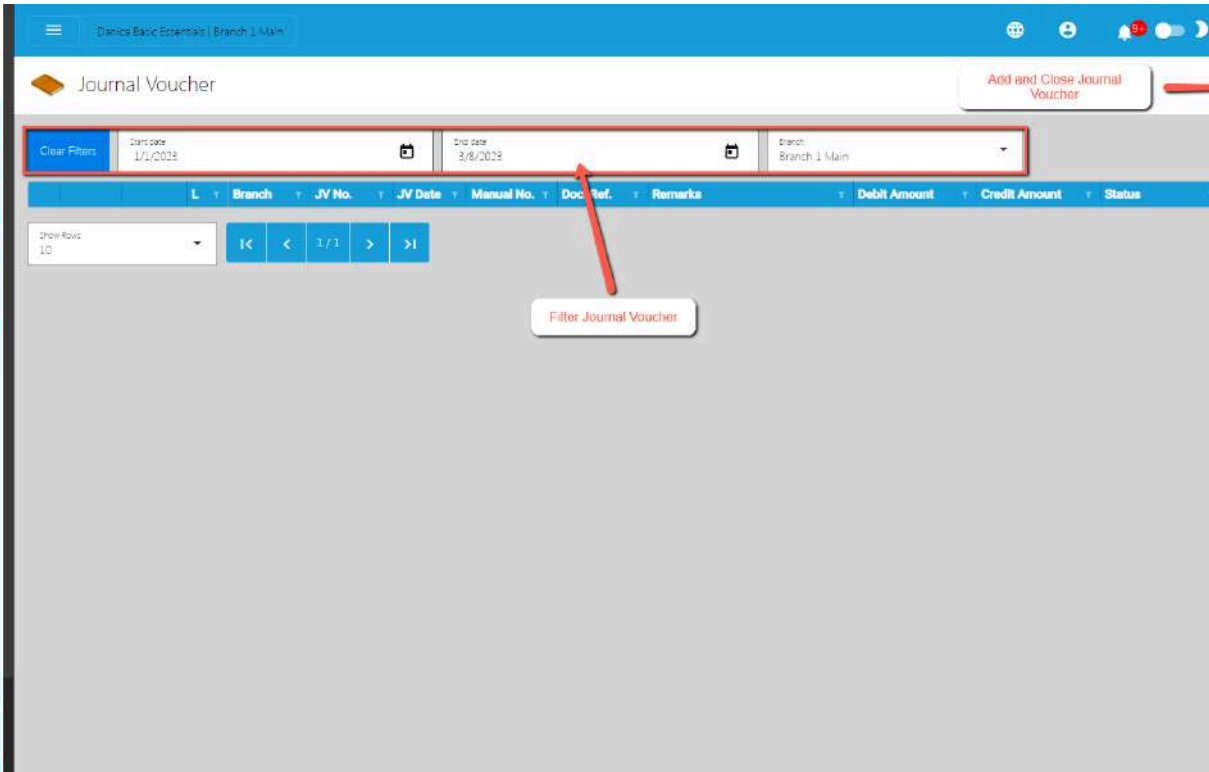 Danica Basic Essentials | Branch 1 Main
9+
Journal Voucher
Add and Close Journal
Voucher
Clear Filters
Start date
1/1/2023
End date
3/8/2023
Branch
Branch 1 Main
L Branch JV No. JV Date Manual No. Doc. Ref. Remarks Debit Amount Credit Amount Status
Show Rows
10
1 / 1
Filter Journal Voucher